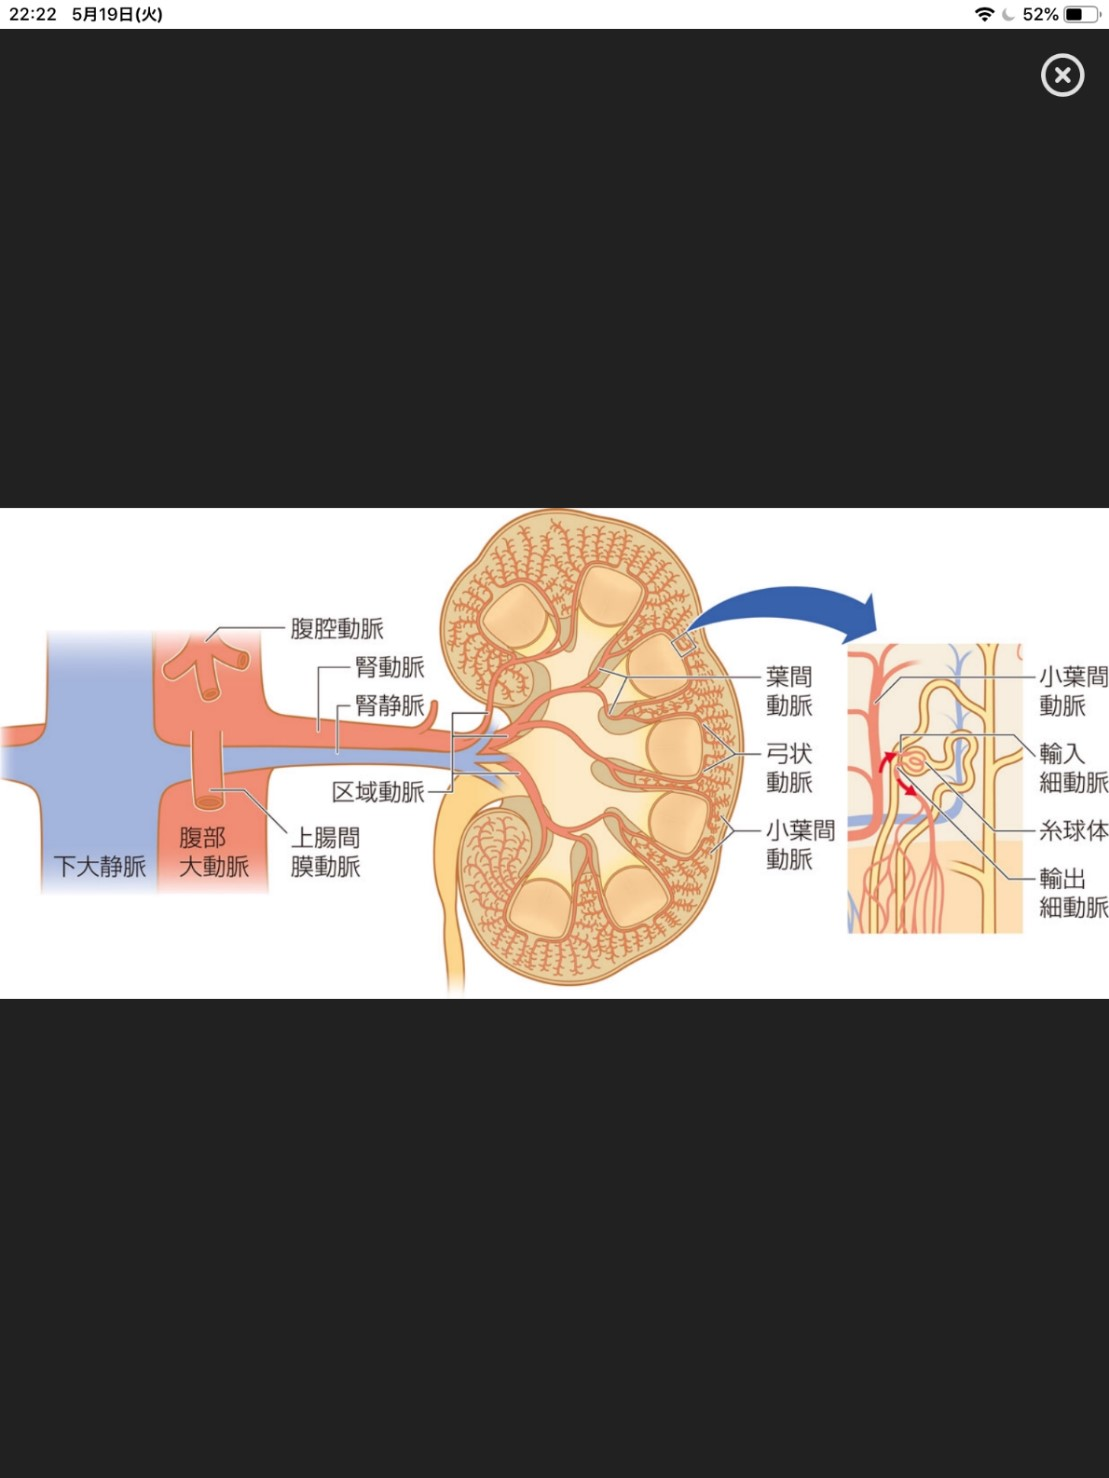 22:22 5月19日(火)
52%
腹腔動脈
腎動脈
腎静脈
区域動脈
腹部
大動脈
下大静脈
上腸間
膜動脈
葉間
動脈
弓状
動脈
小葉間
動脈
小葉間
動脈
輸入
細動脈
糸球体
輸出
細動脈